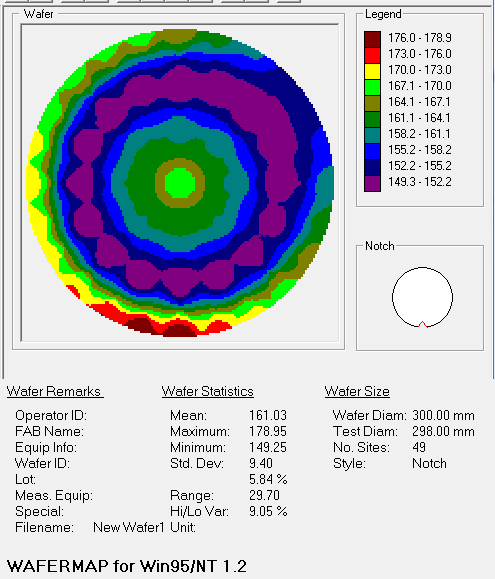 Wafer
Legend
176.0 - 178.9
173.0 - 176.0
170.0 - 173.0
167.1 - 170.0
164.1 - 167.1
161.1 - 164.1
158.2 - 161.1
155.2 - 158.2
152.2 - 155.2
149.3 - 152.2
Notch
Wafer Remarks
Operator ID:
FAB Name:
Equip Info:
Wafer ID:
Lot:
Meas. Equip:
Special:
Filename: New Wafer1
Wafer Statistics
Mean: 161.03
Maximum: 178.95
Minimum: 149.25
Std. Dev: 9.40
5.84 %
Range: 29.70
Hi/Lo Var: 9.05 %
Unit:
Wafer Size
Wafer Diam: 300.00 mm
Test Diam: 298.00 mm
No. Sites: 49
Style: Notch
WAFERMAP for Win95/NT 1.2